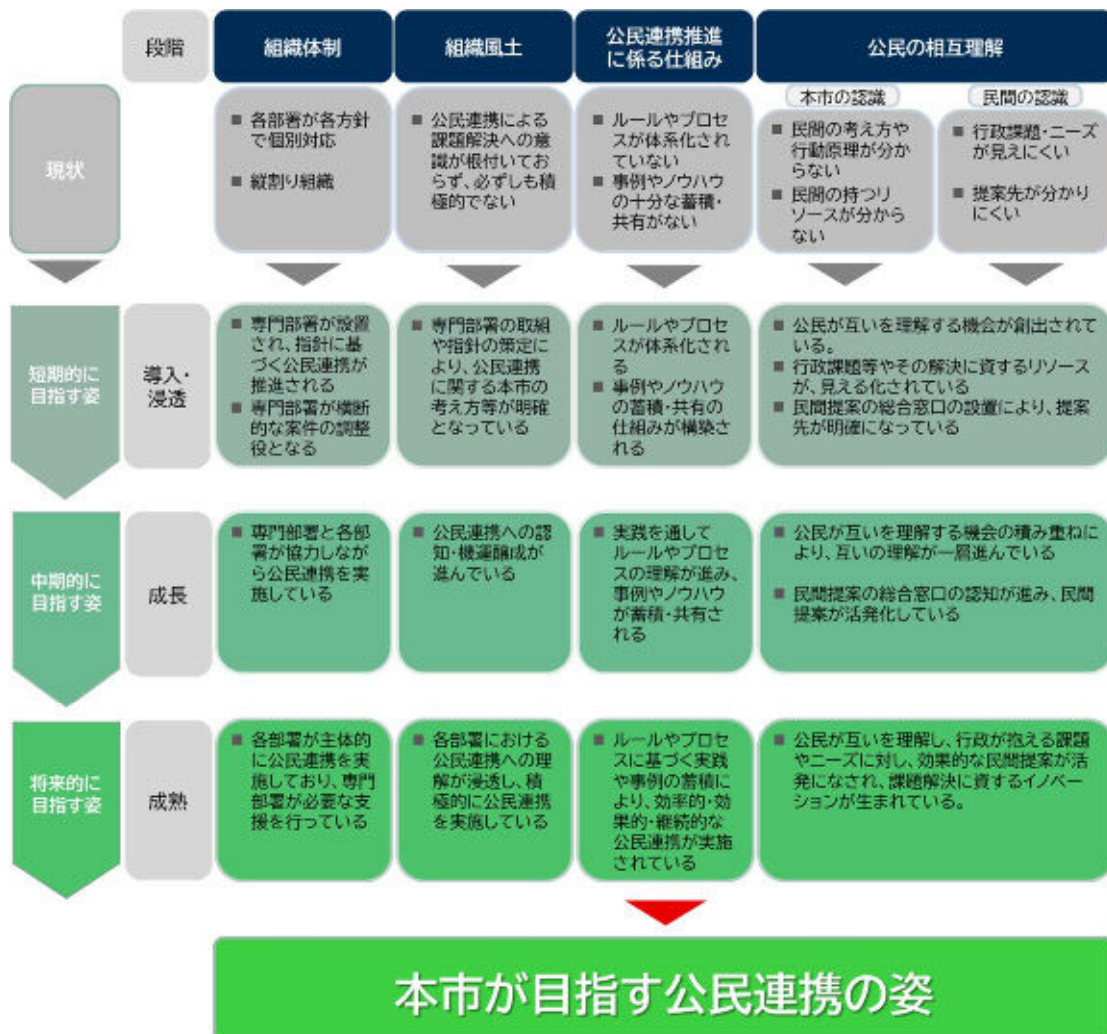 段階
組織体制
組織風土
公民連携推進
に係る仕組み
公民の相互理解
本市の認識
民間の認識
現状
■ 各部署が各方針
で個別対応
■ 縦割り組織
■ 公民連携による
課題解決への意
識が根付いてお
らず、必ずしも積
極的でない
■ ルールやプロセ
スが体系化され
ていない
■ 事例やノウハウ
の十分な蓄積・
共有がない
■ 民間の考え方や
行動原理が分か
らない
■ 民間の持つリ
ソースが分から
ない
■ 行政課題・ニーズ
が見えにくい
■ 提案先が分かり
にくい
短期的に
目指す姿
導入・
浸透
■ 専門部署が設置
され、指針に基
づく公民連携が
推進される
■ 専門部署が横断
的な案件の調整
役となる
■ 専門部署の取組
や指針の策定に
より、公民連携
に関する本市の
考え方等が明確
となっている
■ ルールやプロセ
スが体系化され
る
■ 事例やノウハウ
の蓄積・共有の
仕組みが構築さ
れる
■ 公民が互いを理解する機会が創出されて
いる。
■ 行政課題等やその解決に資するリソース
が、見える化されている
■ 民間提案の総合窓口の設置により、提案
先が明確になっている
中期的に
目指す姿
成長
■ 専門部署と各部
署が協力しなが
ら公民連携を実
施している
■ 公民連携への認
知・機運醸成が
進んでいる
■ 実践を通して
ルールやプロセ
スの理解が進み、
事例やノウハウ
が蓄積・共有さ
れる
■ 公民が互いを理解する機会の積み重ねに
より、互いの理解が一層進んでいる
■ 民間提案の総合窓口の認知が進み、民間
提案が活発化している
将来的に
目指す姿
成熟
■ 各部署が主体的
に公民連携を実
施しており、専門
部署が必要な支
援を行っている
■ 各部署における
公民連携への理
解が浸透し、積
極的に公民連携
を実施している
■ ルールやプロセ
スに基づく実践
や事例の蓄積に
より、効率的・効
果的・継続的な
公民連携が実施
されている
■ 公民が互いを理解し、行政が抱える課題
やニーズに対し、効果的な民間提案が活
発になされ、課題解決に資するイノベー
ションが生まれている。
本市が目指す公民連携の姿